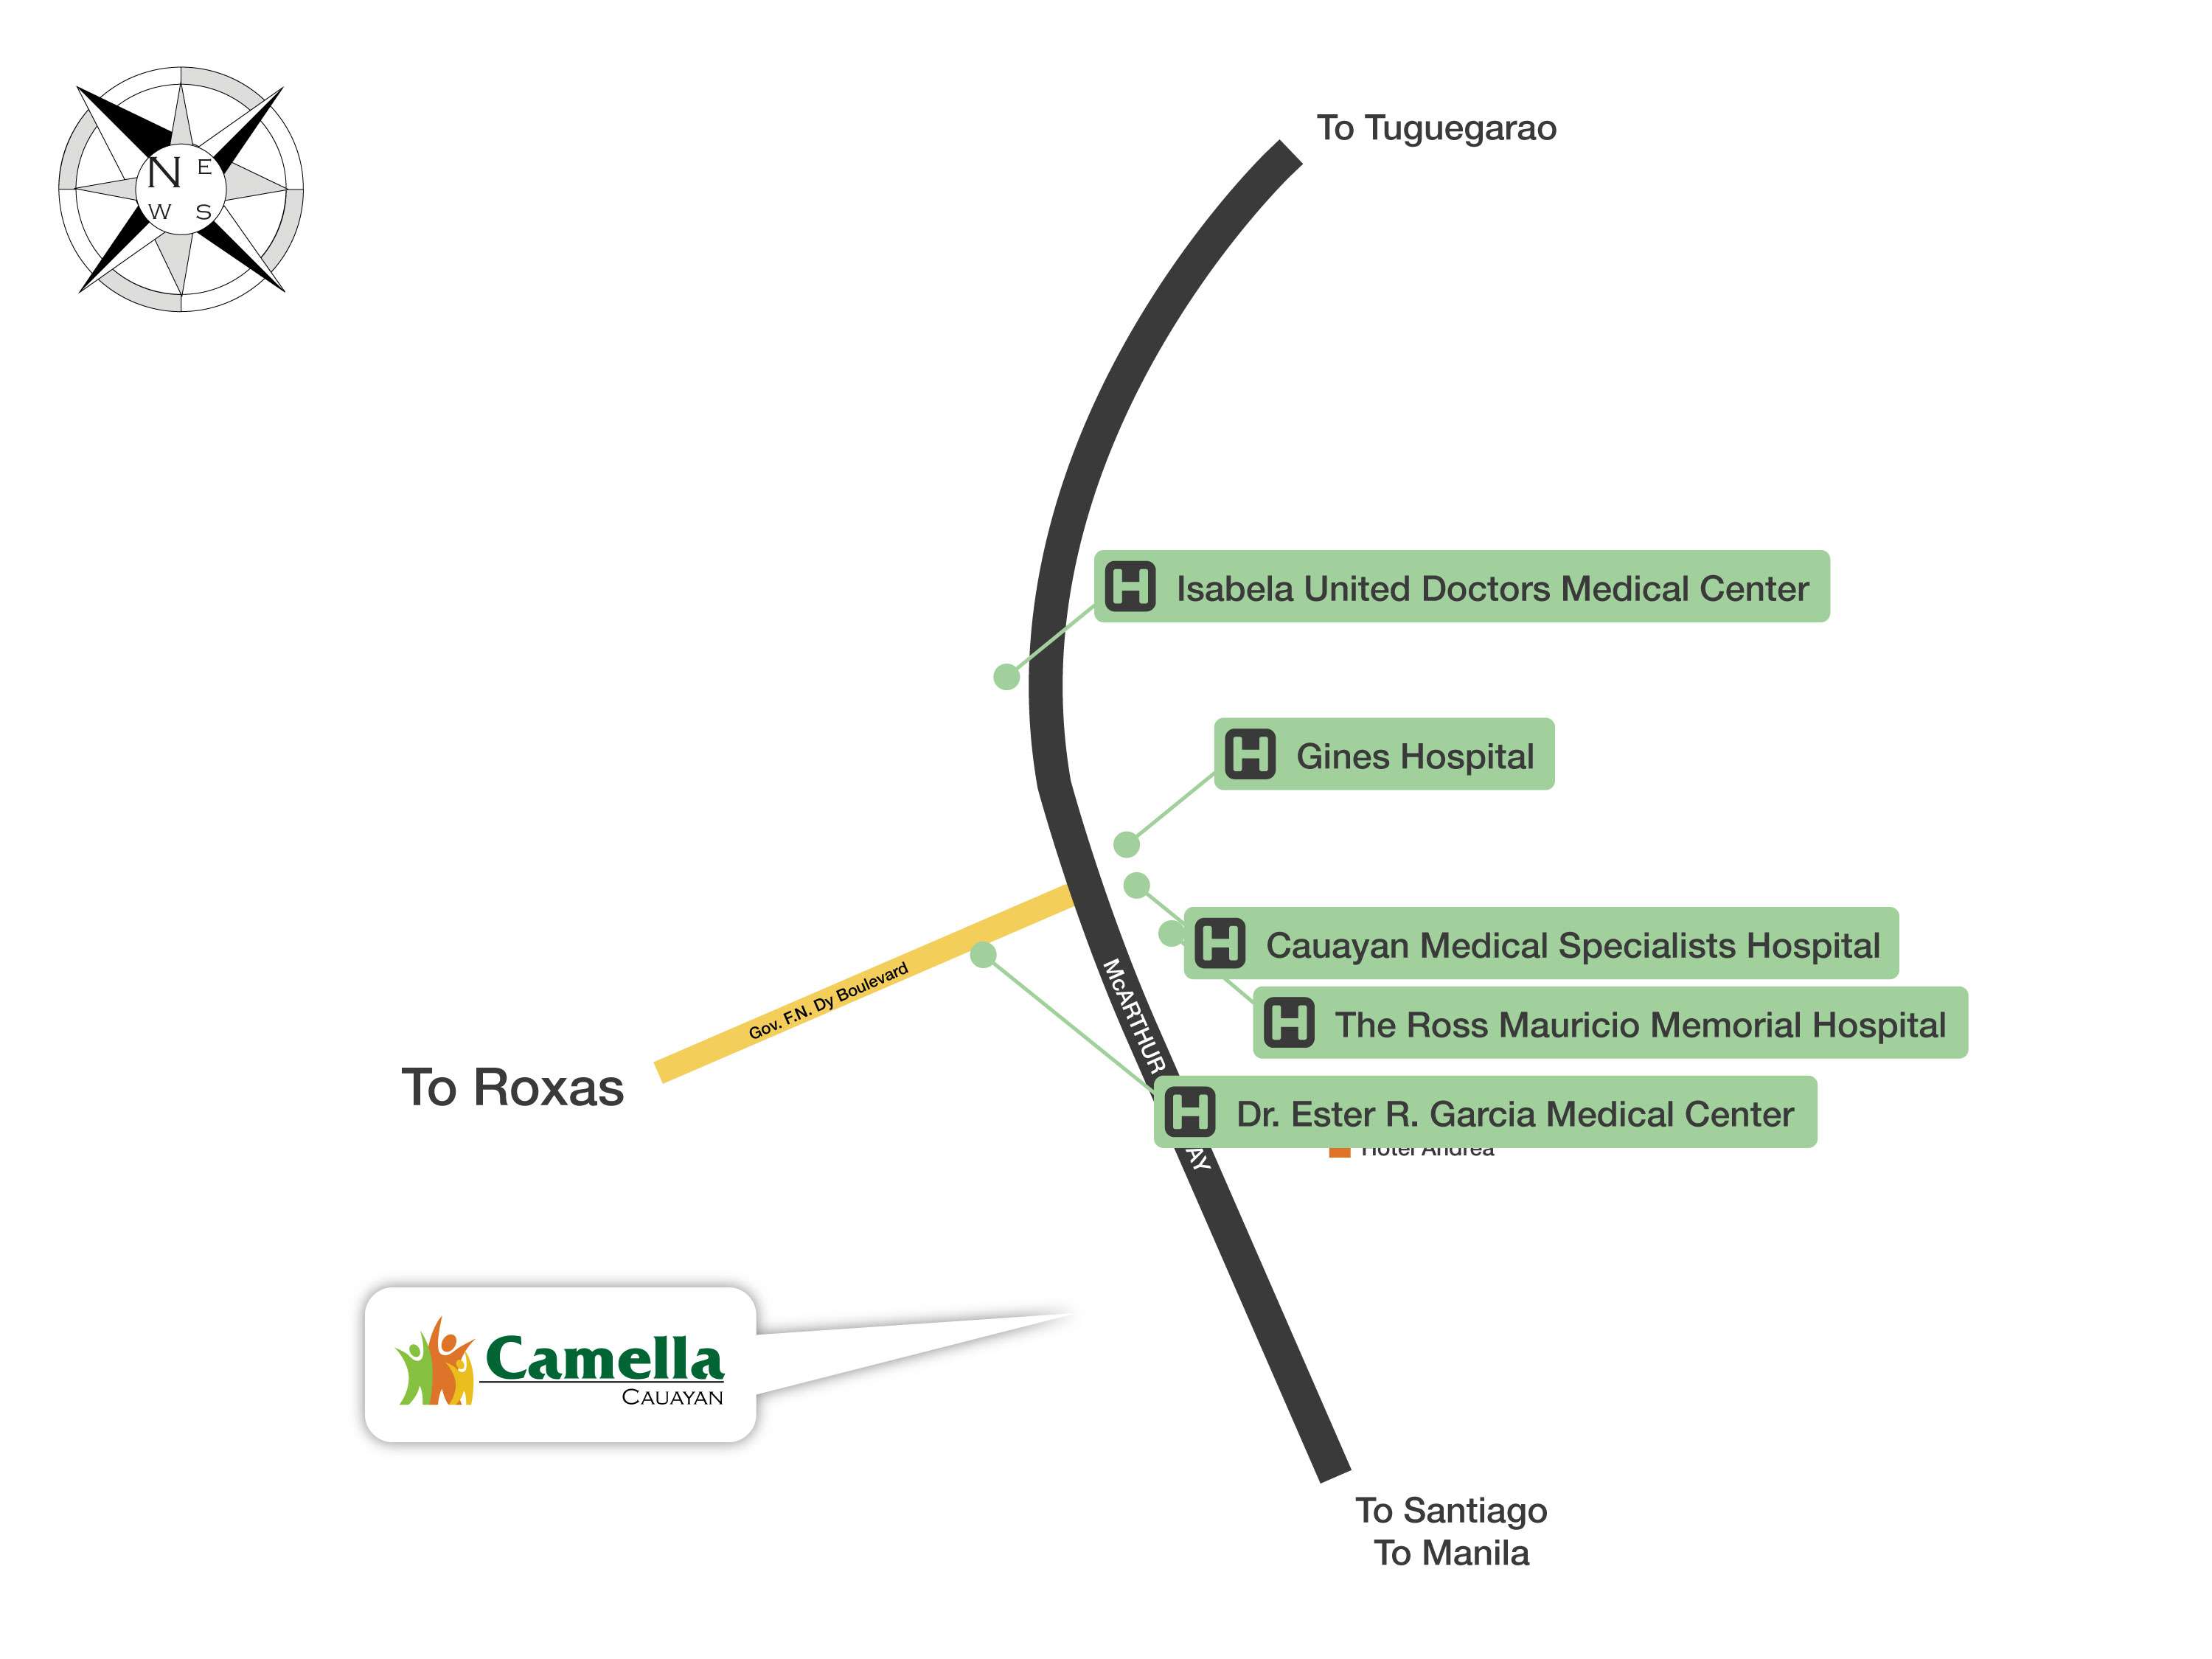 N E
W S
To Tuguegarao
Isabela United Doctors Medical Center
Gines Hospital
Cauayan Medical Specialists Hospital
The Ross Mauricio Memorial Hospital
Dr. Ester R. Garcia Medical Center
Hotel Andrea
McARTHUR
AY
Gov. F.N. Dy Boulevard
To Roxas
Camella
CAUAYAN
To Santiago
To Manila